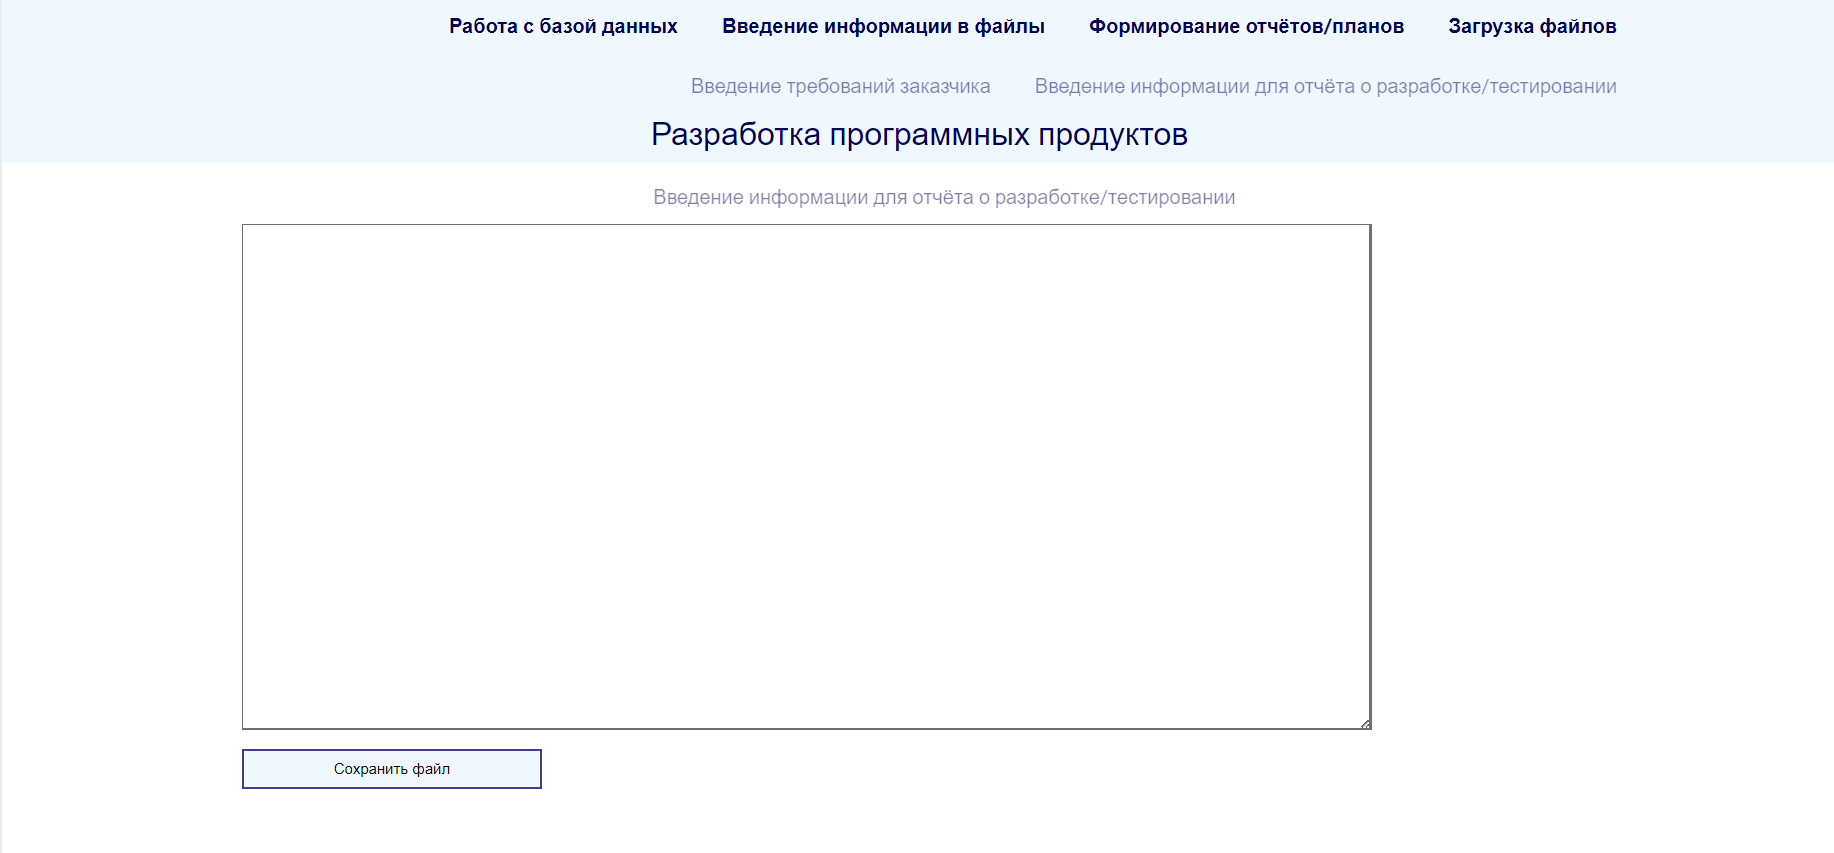 Работа с базой данных Введение информации в файлы Формирование отчётов/планов Загрузка файлов
Введение требований заказчика Введение информации для отчёта о разработке/тестировании
Разработка программных продуктов
Введение информации для отчёта о разработке/тестировании
Сохранить файл